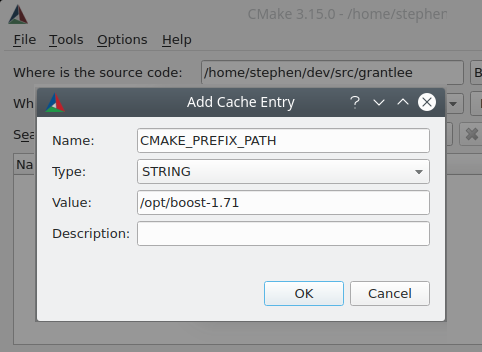 CMake 3.15.0 - /home/stephen
File Tools Options Help
Where is the source code: /home/stephen/dev/src/grantlee B
Wh
Add Cache Entry
Sea
Na
Name: CMAKE_PREFIX_PATH
Type: STRING
Value: /opt/boost-1.71
Description:
OK Cancel